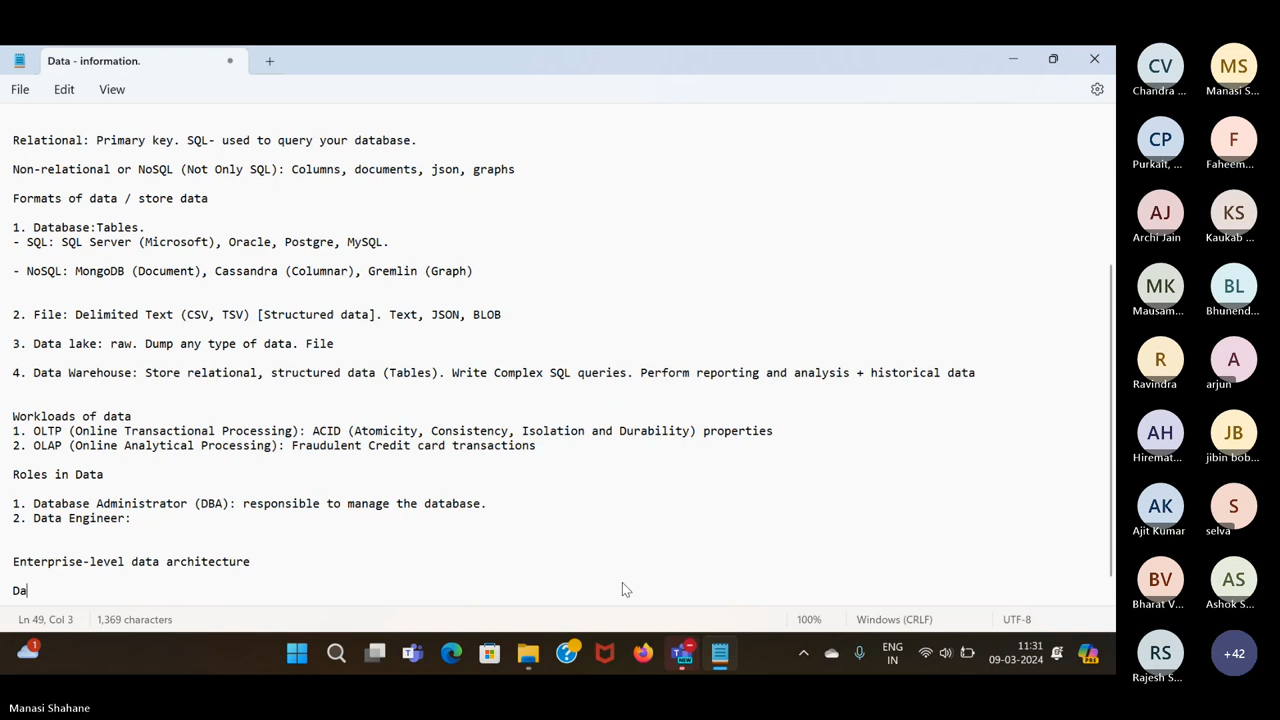 Data - information.
File Edit View
Relational: Primary key. SQL- used to query your database.
Non-relational or NoSQL (Not Only SQL): Columns, documents, json, graphs
Formats of data / store data
1. Database:Tables.
- SQL: SQL Server (Microsoft), Oracle, Postgre, MySQL.
- NoSQL: MongoDB (Document), Cassandra (Columnar), Gremlin (Graph)
2. File: Delimited Text (CSV, TSV) [Structured data]. Text, JSON, BLOB
3. Data lake: raw. Dump any type of data. File
4. Data Warehouse: Store relational, structured data (Tables). Write Complex SQL queries. Perform reporting and analysis + historical data
Workloads of data
1. OLTP (Online Transactional Processing): ACID (Atomicity, Consistency, Isolation and Durability) properties
2. OLAP (Online Analytical Processing): Fraudulent Credit card transactions
Roles in Data
1. Database Administrator (DBA): responsible to manage the database.
2. Data Engineer:
Enterprise-level data architecture
Da
Ln 49, Col 3 1,369 characters 100% Windows (CRLF) UTF-8
1 NEW ENG IN 11:31 09-03-2024 PRE
Manasi Shahane
CV MS
Chandra ... Manasi S...
CP F
Purkait, ... Faheem...
AJ KS
Archi Jain Kaukab ...
MK BL
Mausam... Bhunend...
R A
Ravindra arjun
AH JB
Hiremat... jibin bob...
AK S
Ajit Kumar selva
BV AS
Bharat V... Ashok S...
RS +42
Rajesh S...